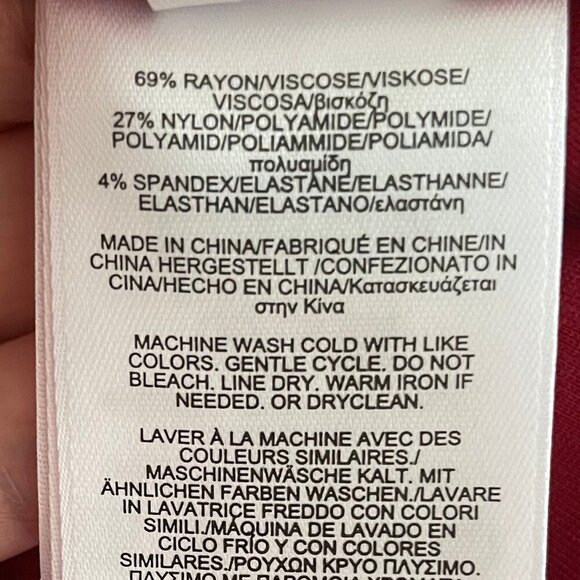 69% RAYON/VISCOSE/VISKOSE/
VISCOSA/βισκόζη
27% NYLON/POLYAMIDE/POLYMIDE/
POLYAMID/POLIAMMIDE/POLIAMIDA/
πολυαμίδη
4% SPANDEX/ELASTANE/ELASTHANNE/
ELASTHAN/ELASTANO/ελαστάνη
MADE IN CHINA/FABRIQUÉ EN CHINE/IN
CHINA HERGESTELLT /CONFEZIONATO IN
CINA/HECHO EN CHINA/Κατασκευάζεται
στην Κίνα
MACHINE WASH COLD WITH LIKE
COLORS. GENTLE CYCLE. DO NOT
BLEACH. LINE DRY. WARM IRON IF
NEEDED. OR DRYCLEAN.
LAVER À LA MACHINE AVEC DES
COULEURS SIMILAIRES./
MASCHINENWÄSCHE KALT. MIT
ÄHNLICHEN FARBEN WASCHEN./LAVARE
IN LAVATRICE FREDDO CON COLORI
SIMILI./MÁQUINA DE LAVADO EN
CICLO FRÍO Y CON COLORES
SIMILARES./ΡΟΥΧΩΝ ΚΡΥΟ ΠΛΥΣΙΜΟ.
ΠΛΥΣΙΜΟ ΜΕ ΠΑΡΟΜΟΙΑ